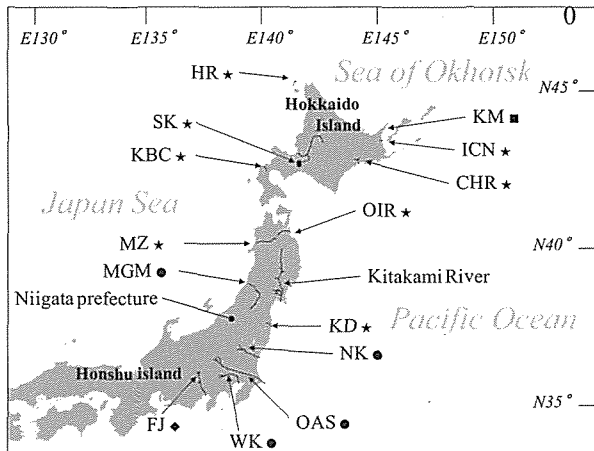 0
E130° E135° E140° E145° E150°
Sea of Okhotsk
HR
N45°
Hokkaido
Island
KM
SK
ICN
KBC
CHR
Japan Sea
OIR
MZ
N40°
MGM
Kitakami River
Niigata prefecture
Pacific Ocean
KD
NK
Honshu island
N35°
FJ
OAS
WK